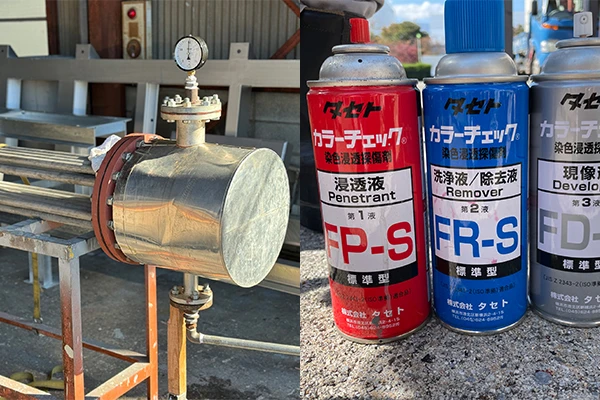 タセト
カラーチェック®
染色浸透探傷剤
浸透液
Penetrant
第1液
FP-S
標準型
株式会社 タセト
タセト
カラーチェック®
染色浸透探傷剤
洗浄液/除去液
Remover
第2液
FR-S
標準型
株式会社 タセト
タセト
カラーチェック
染色浸透探傷剤
現像
Develo
第3液
FD-
標準型
株式会社 タセ